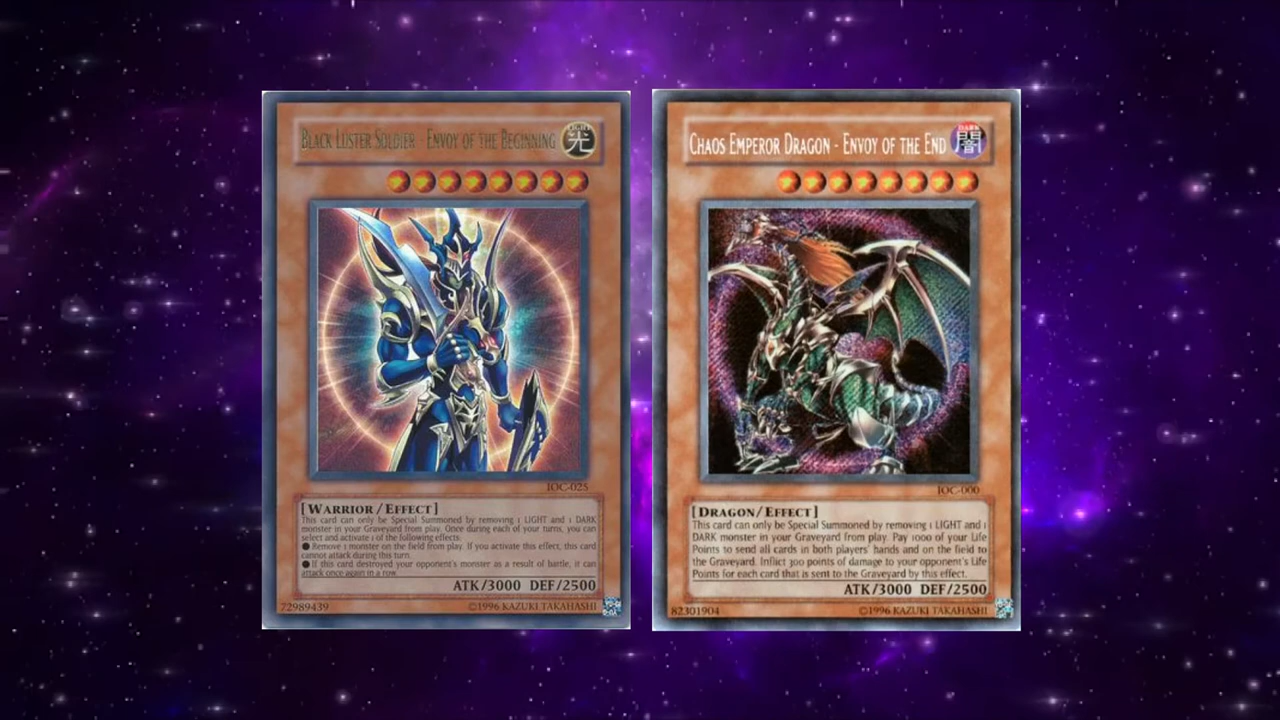 BLACK LUSTER SOLDIER - ENVOY OF THE BEGINNING
LIGHT
光
IOC-025
[WARRIOR/EFFECT]
This card can only be Special Summoned by removing 1 LIGHT and 1 DARK
monster in your Graveyard from play. Once during each of your turns, you can
select and activate 1 of the following effects:
● Remove 1 monster on the field from play. If you activate this effect, this card
cannot attack during this turn.
● If this card destroyed your opponent's monster as a result of battle, it can
attack once again in a row.
ATK/3000 DEF/2500
72989439
©1996 KAZUKI TAKAHASHI
CHAOS EMPEROR DRAGON - ENVOY OF THE END
DARK
闇
IOC-000
[DRAGON/EFFECT]
This card can only be Special Summoned by removing 1 LIGHT and 1
DARK monster in your Graveyard from play. Pay 1000 of your Life
Points to send all cards in both players' hands and on the field to
the Graveyard. Inflict 300 points of damage to your opponent's Life
Points for each card that is sent to the Graveyard by this effect.
ATK/3000 DEF/2500
82301904
©1996 KAZUKI TAKAHASHI